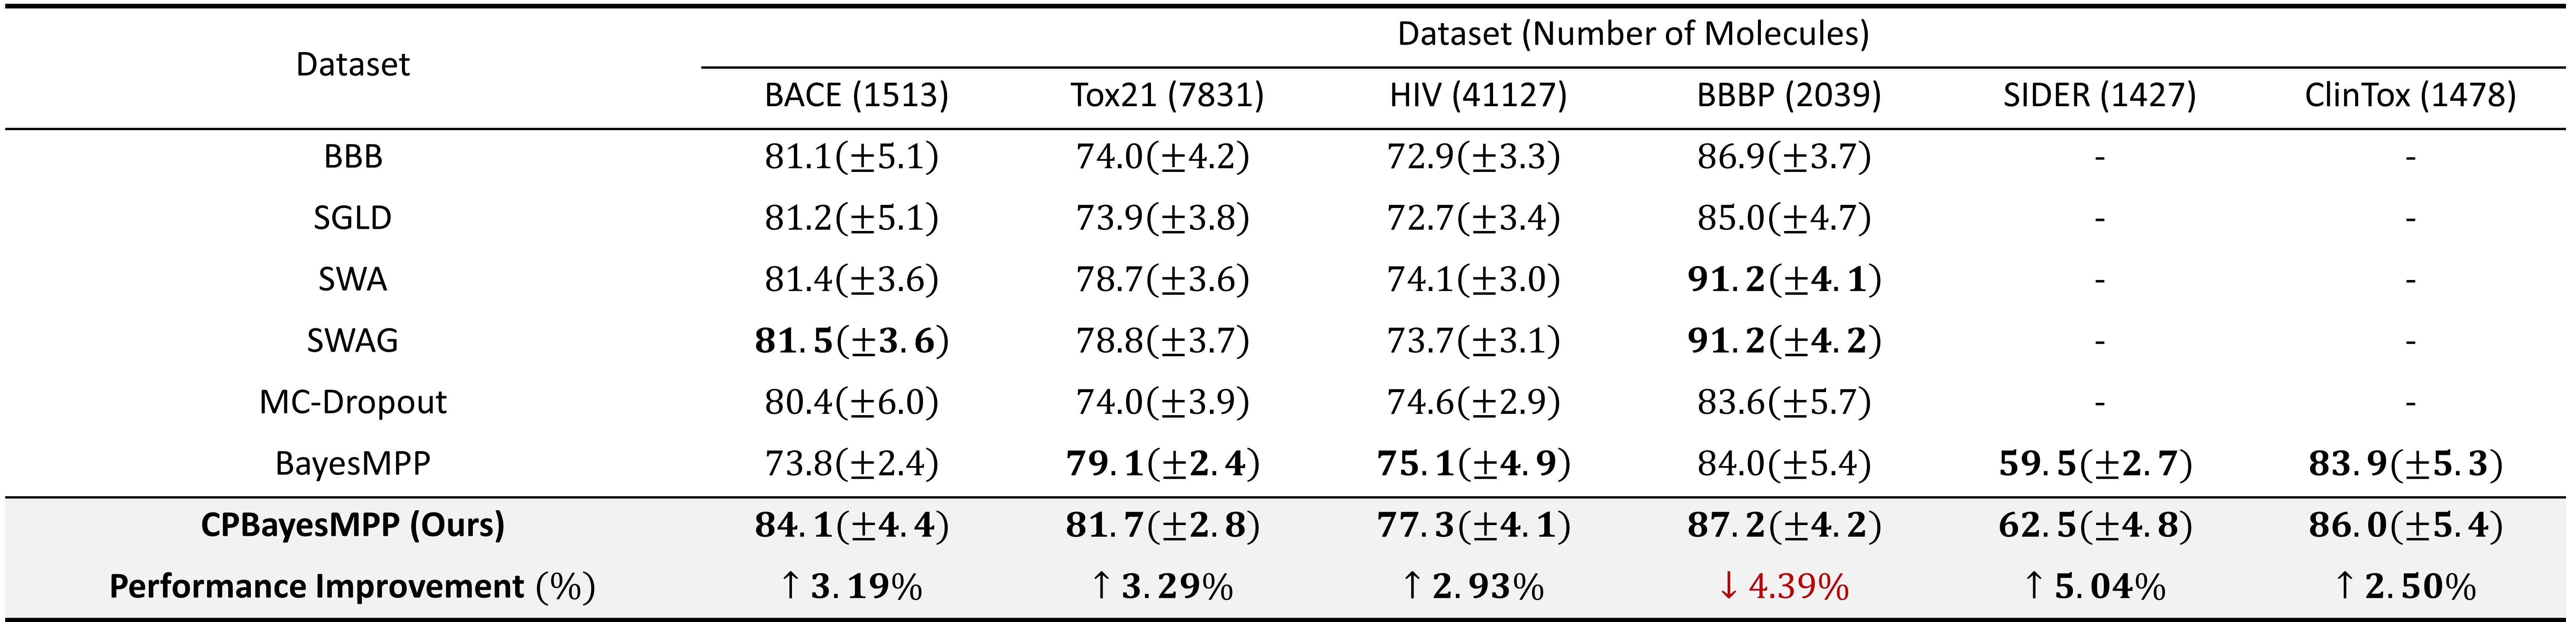 Dataset (Number of Molecules)
Dataset
BACE (1513) Tox21 (7831) HIV (41127) BBBP (2039) SIDER (1427) ClinTox (1478)
BBB 81.1(±5.1) 74.0(±4.2) 72.9(±3.3) 86.9(±3.7) - -
SGLD 81.2(±5.1) 73.9(±3.8) 72.7(±3.4) 85.0(±4.7) - -
SWA 81.4(±3.6) 78.7(±3.6) 74.1(±3.0) 91.2(±4.1) - -
SWAG 81.5(±3.6) 78.8(±3.7) 73.7(±3.1) 91.2(±4.2) - -
MC-Dropout 80.4(±6.0) 74.0(±3.9) 74.6(±2.9) 83.6(±5.7) - -
BayesMPP 73.8(±2.4) 79.1(±2.4) 75.1(±4.9) 84.0(±5.4) 59.5(±2.7) 83.9(±5.3)
CPBayesMPP (Ours) 84.1(±4.4) 81.7(±2.8) 77.3(±4.1) 87.2(±4.2) 62.5(±4.8) 86.0(±5.4)
Performance Improvement (%) ↑3.19% ↑3.29% ↑2.93% ↓4.39% ↑5.04% ↑2.50%